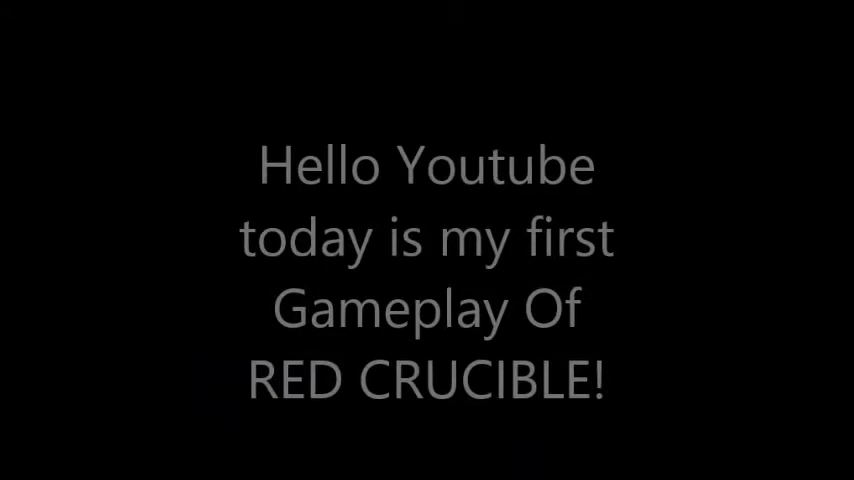 Hello Youtube
today is my first
Gameplay Of
RED CRUCIBLE!